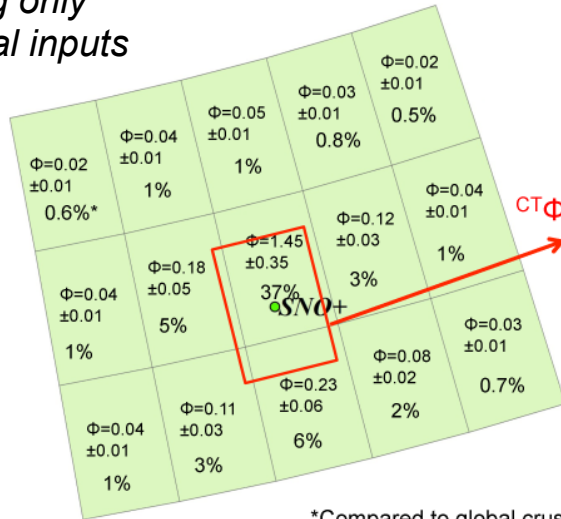 g only
al inputs
Φ=0.02
±0.01
0.6%*
Φ=0.04
±0.01
1%
Φ=0.05
±0.01
1%
Φ=0.03
±0.01
0.8%
Φ=0.02
±0.01
0.5%
Φ=0.04
±0.01
1%
Φ=0.18
±0.05
5%
Φ=1.45
±0.35
37%
SNO+
Φ=0.12
±0.03
3%
Φ=0.04
±0.01
1%
CTΦ
Φ=0.04
±0.01
1%
Φ=0.11
±0.03
3%
Φ=0.23
±0.06
6%
Φ=0.08
±0.02
2%
Φ=0.03
±0.01
0.7%
*Compared to global crus